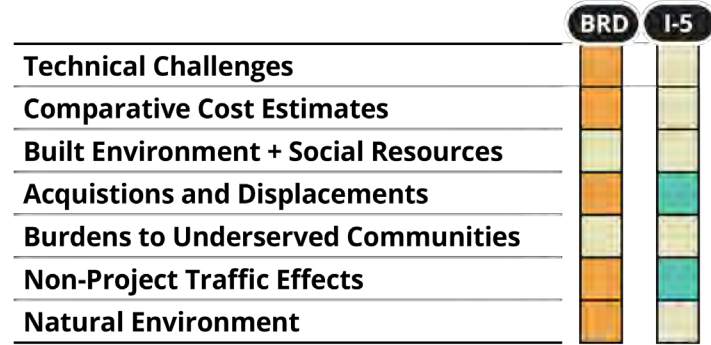 BRD I-5
Technical Challenges
Comparative Cost Estimates
Built Environment + Social Resources
Acquistions and Displacements
Burdens to Underserved Communities
Non-Project Traffic Effects
Natural Environment